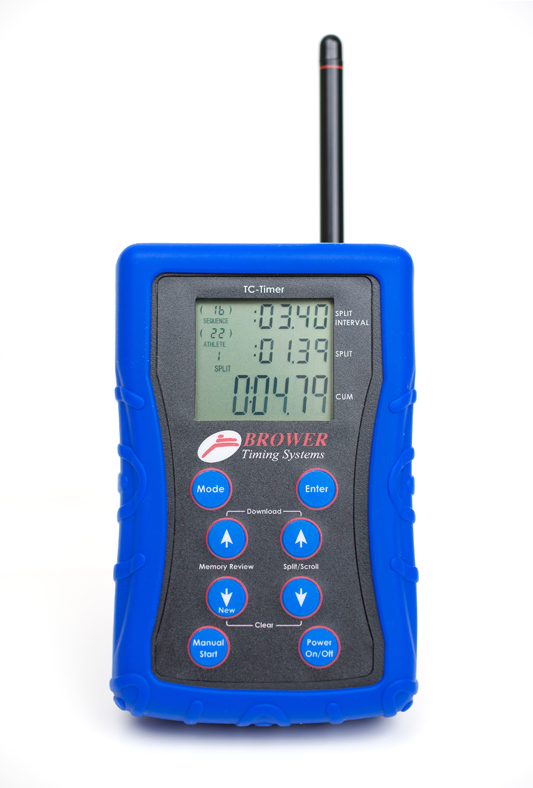 TC-Timer
(16) :03.40 SPLIT INTERVAL
SEQUENCE
(22) :01.39 SPLIT
ATHLETE
1
SPLIT
0:04.79 CUM
BROWER
Timing Systems
Mode Enter
Download
Memory Review Split/Scroll
New
Clear
Manual Start
Power On/Off